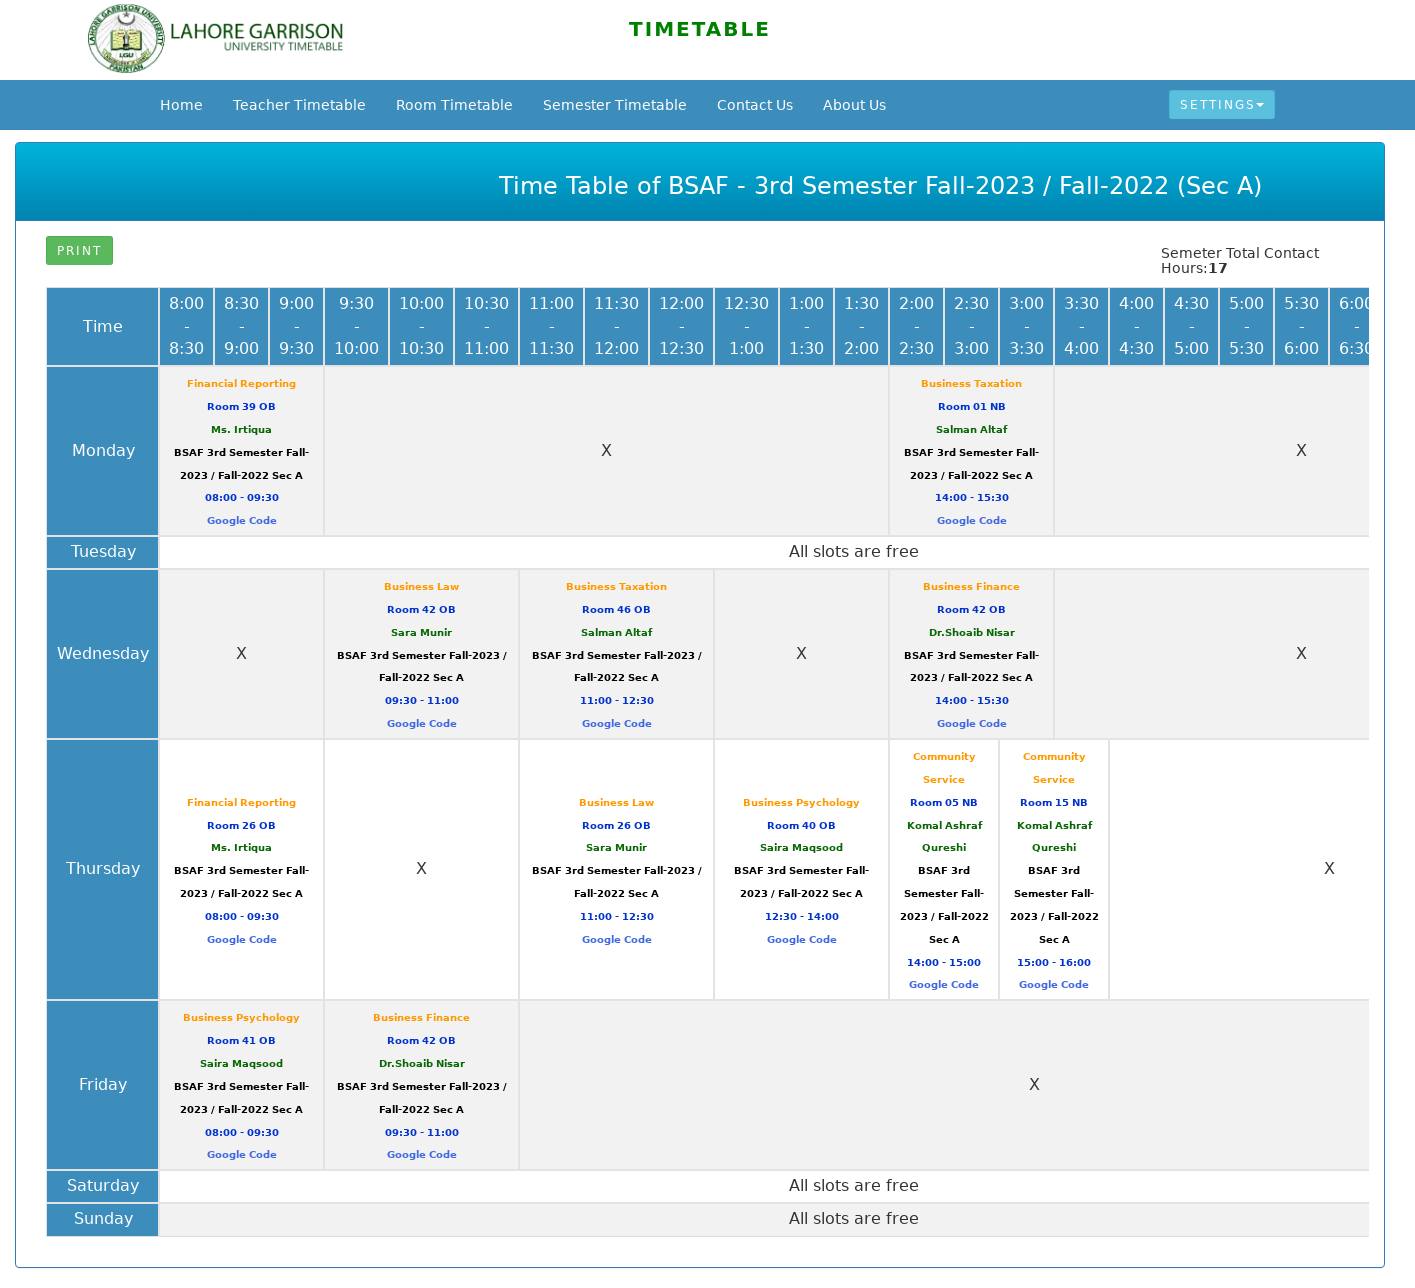 LAHORE GARRISON
UNIVERSITY TIMETABLE
LAHORE GARRISON UNIVERSITY
LGU
PAKISTAN
TIMETABLE
Home Teacher Timetable Room Timetable Semester Timetable Contact Us About Us SETTINGS
Time Table of BSAF - 3rd Semester Fall-2023 / Fall-2022 (Sec A)
PRINT
Semeter Total Contact
Hours:17
Time
8:00 - 8:30
8:30 - 9:00
9:00 - 9:30
9:30 - 10:00
10:00 - 10:30
10:30 - 11:00
11:00 - 11:30
11:30 - 12:00
12:00 - 12:30
12:30 - 1:00
1:00 - 1:30
1:30 - 2:00
2:00 - 2:30
2:30 - 3:00
3:00 - 3:30
3:30 - 4:00
4:00 - 4:30
4:30 - 5:00
5:00 - 5:30
5:30 - 6:00
6:00 - 6:30
Monday
Financial Reporting
Room 39 OB
Ms. Irtiqua
BSAF 3rd Semester Fall-
2023 / Fall-2022 Sec A
08:00 - 09:30
Google Code
X
Business Taxation
Room 01 NB
Salman Altaf
BSAF 3rd Semester Fall-
2023 / Fall-2022 Sec A
14:00 - 15:30
Google Code
X
Tuesday
All slots are free
Wednesday
X
Business Law
Room 42 OB
Sara Munir
BSAF 3rd Semester Fall-2023 /
Fall-2022 Sec A
09:30 - 11:00
Google Code
Business Taxation
Room 46 OB
Salman Altaf
BSAF 3rd Semester Fall-2023 /
Fall-2022 Sec A
11:00 - 12:30
Google Code
X
Business Finance
Room 42 OB
Dr.Shoaib Nisar
BSAF 3rd Semester Fall-
2023 / Fall-2022 Sec A
14:00 - 15:30
Google Code
X
Thursday
Financial Reporting
Room 26 OB
Ms. Irtiqua
BSAF 3rd Semester Fall-
2023 / Fall-2022 Sec A
08:00 - 09:30
Google Code
X
Business Law
Room 26 OB
Sara Munir
BSAF 3rd Semester Fall-2023 /
Fall-2022 Sec A
11:00 - 12:30
Google Code
Business Psychology
Room 40 OB
Saira Maqsood
BSAF 3rd Semester Fall-
2023 / Fall-2022 Sec A
12:30 - 14:00
Google Code
Community
Service
Room 05 NB
Komal Ashraf
Qureshi
BSAF 3rd
Semester Fall-
2023 / Fall-2022
Sec A
14:00 - 15:00
Google Code
Community
Service
Room 15 NB
Komal Ashraf
Qureshi
BSAF 3rd
Semester Fall-
2023 / Fall-2022
Sec A
15:00 - 16:00
Google Code
X
Friday
Business Psychology
Room 41 OB
Saira Maqsood
BSAF 3rd Semester Fall-
2023 / Fall-2022 Sec A
08:00 - 09:30
Google Code
Business Finance
Room 42 OB
Dr.Shoaib Nisar
BSAF 3rd Semester Fall-2023 /
Fall-2022 Sec A
09:30 - 11:00
Google Code
X
Saturday
All slots are free
Sunday
All slots are free